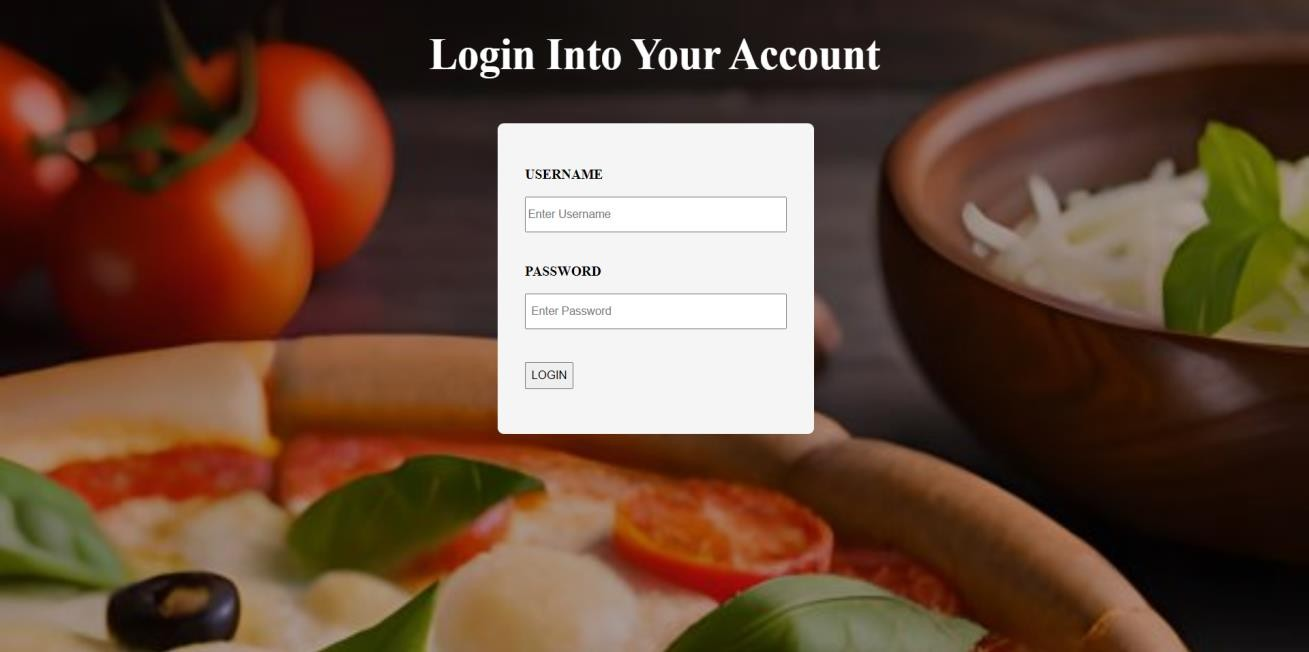 Login Into Your Account
USERNAME
Enter Username
PASSWORD
Enter Password
LOGIN